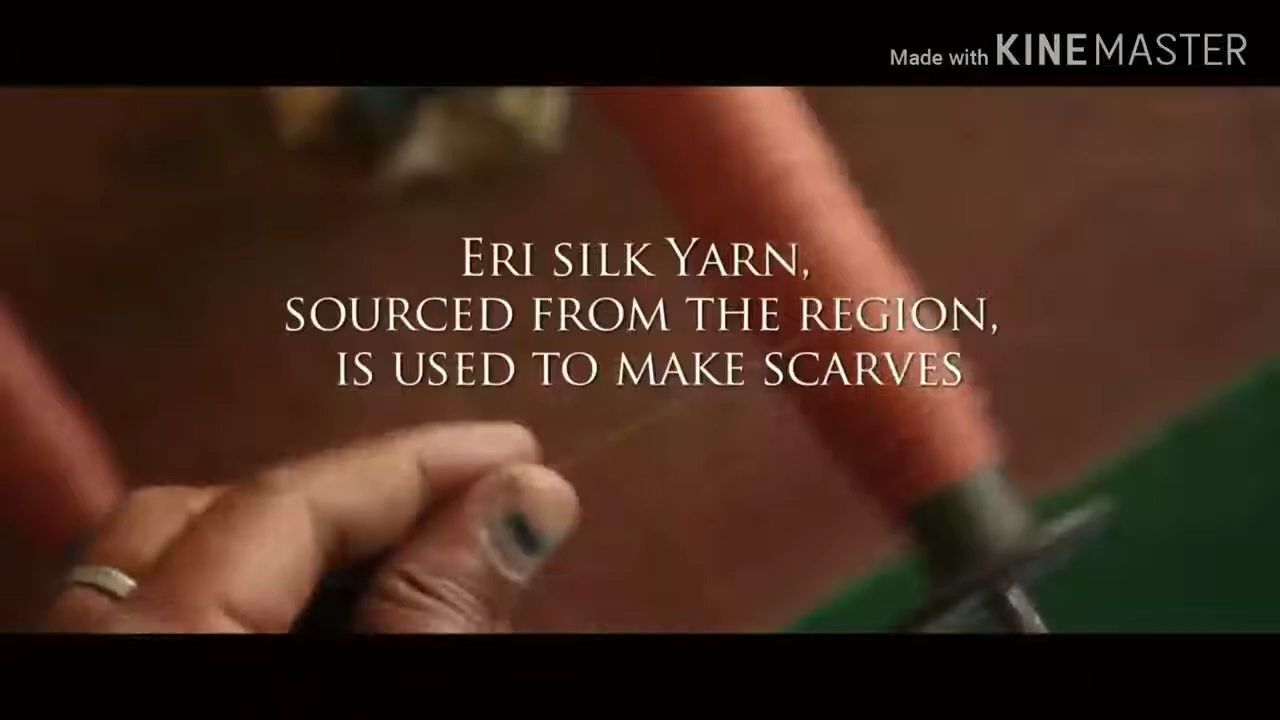 Made with KINEMASTER
ERI SILK YARN,
SOURCED FROM THE REGION,
IS USED TO MAKE SCARVES